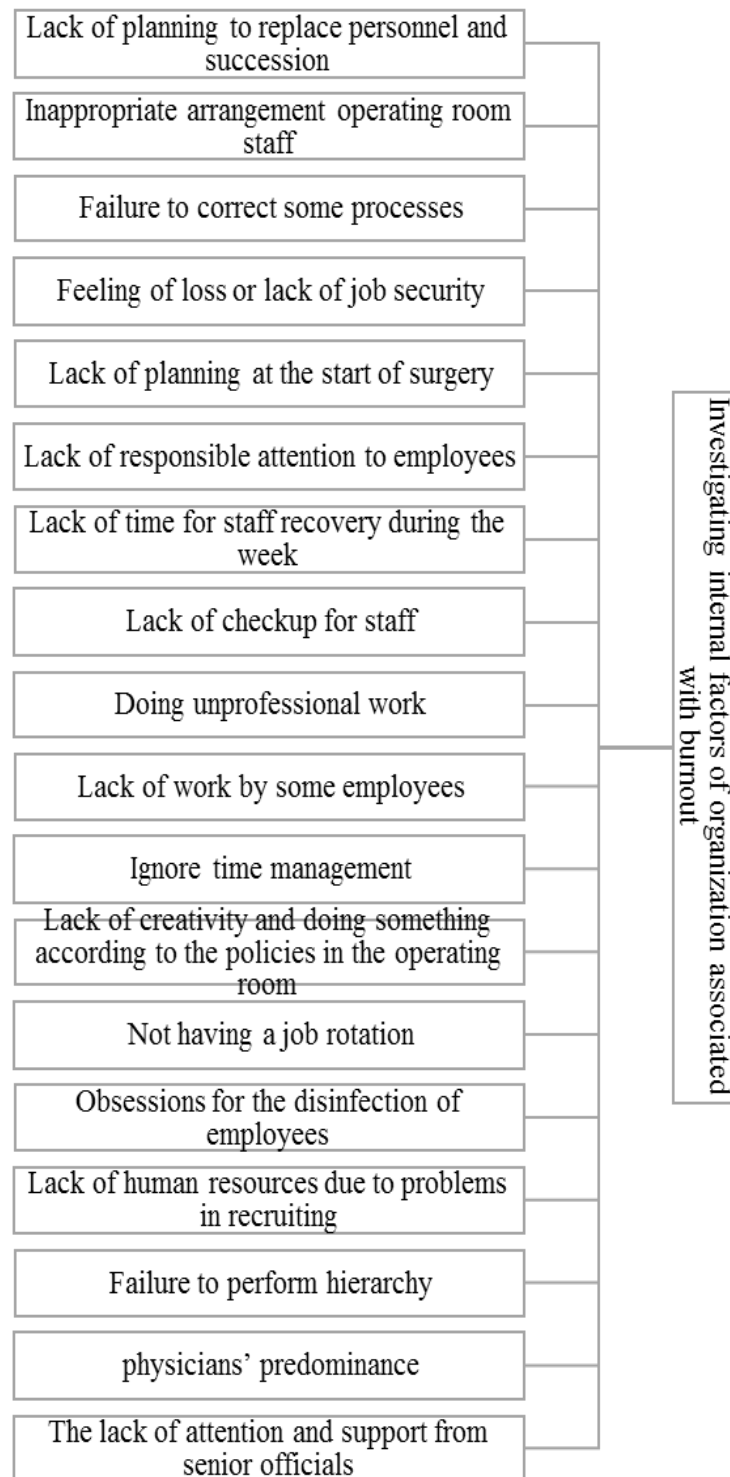 Lack of planning to replace personnel and
succession
Inappropriate arrangement operating room
staff
Failure to correct some processes
Feeling of loss or lack of job security
Lack of planning at the start of surgery
Lack of responsible attention to employees
Lack of time for staff recovery during the
week
Lack of checkup for staff
Doing unprofessional work
Lack of work by some employees
Ignore time management
Lack of creativity and doing something
according to the policies in the operating
room
Not having a job rotation
Obsessions for the disinfection of
employees
Lack of human resources due to problems
in recruiting
Failure to perform hierarchy
physicians’ predominance
The lack of attention and support from
senior officials
Investigating internal factors of organization associated
with burnout